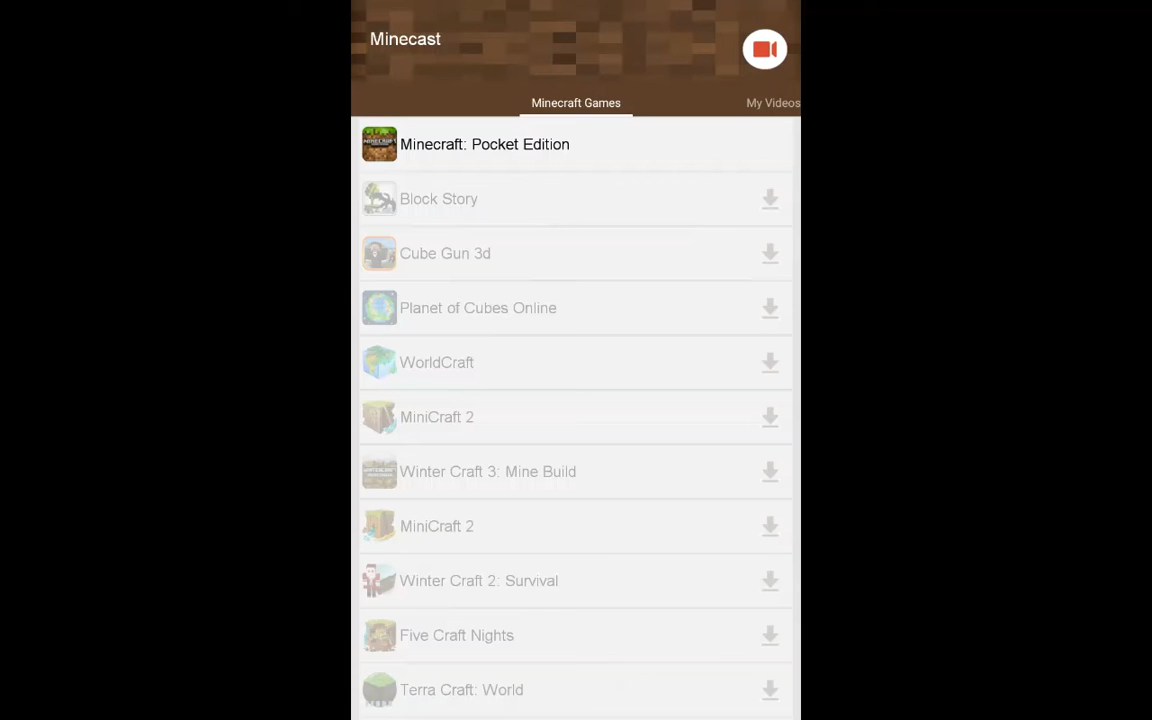 Minecast
Minecraft Games
My Videos
Minecraft: Pocket Edition
Block Story
Cube Gun 3d
Planet of Cubes Online
WorldCraft
MiniCraft 2
Winter Craft 3: Mine Build
MiniCraft 2
Winter Craft 2: Survival
Five Craft Nights
Terra Craft: World